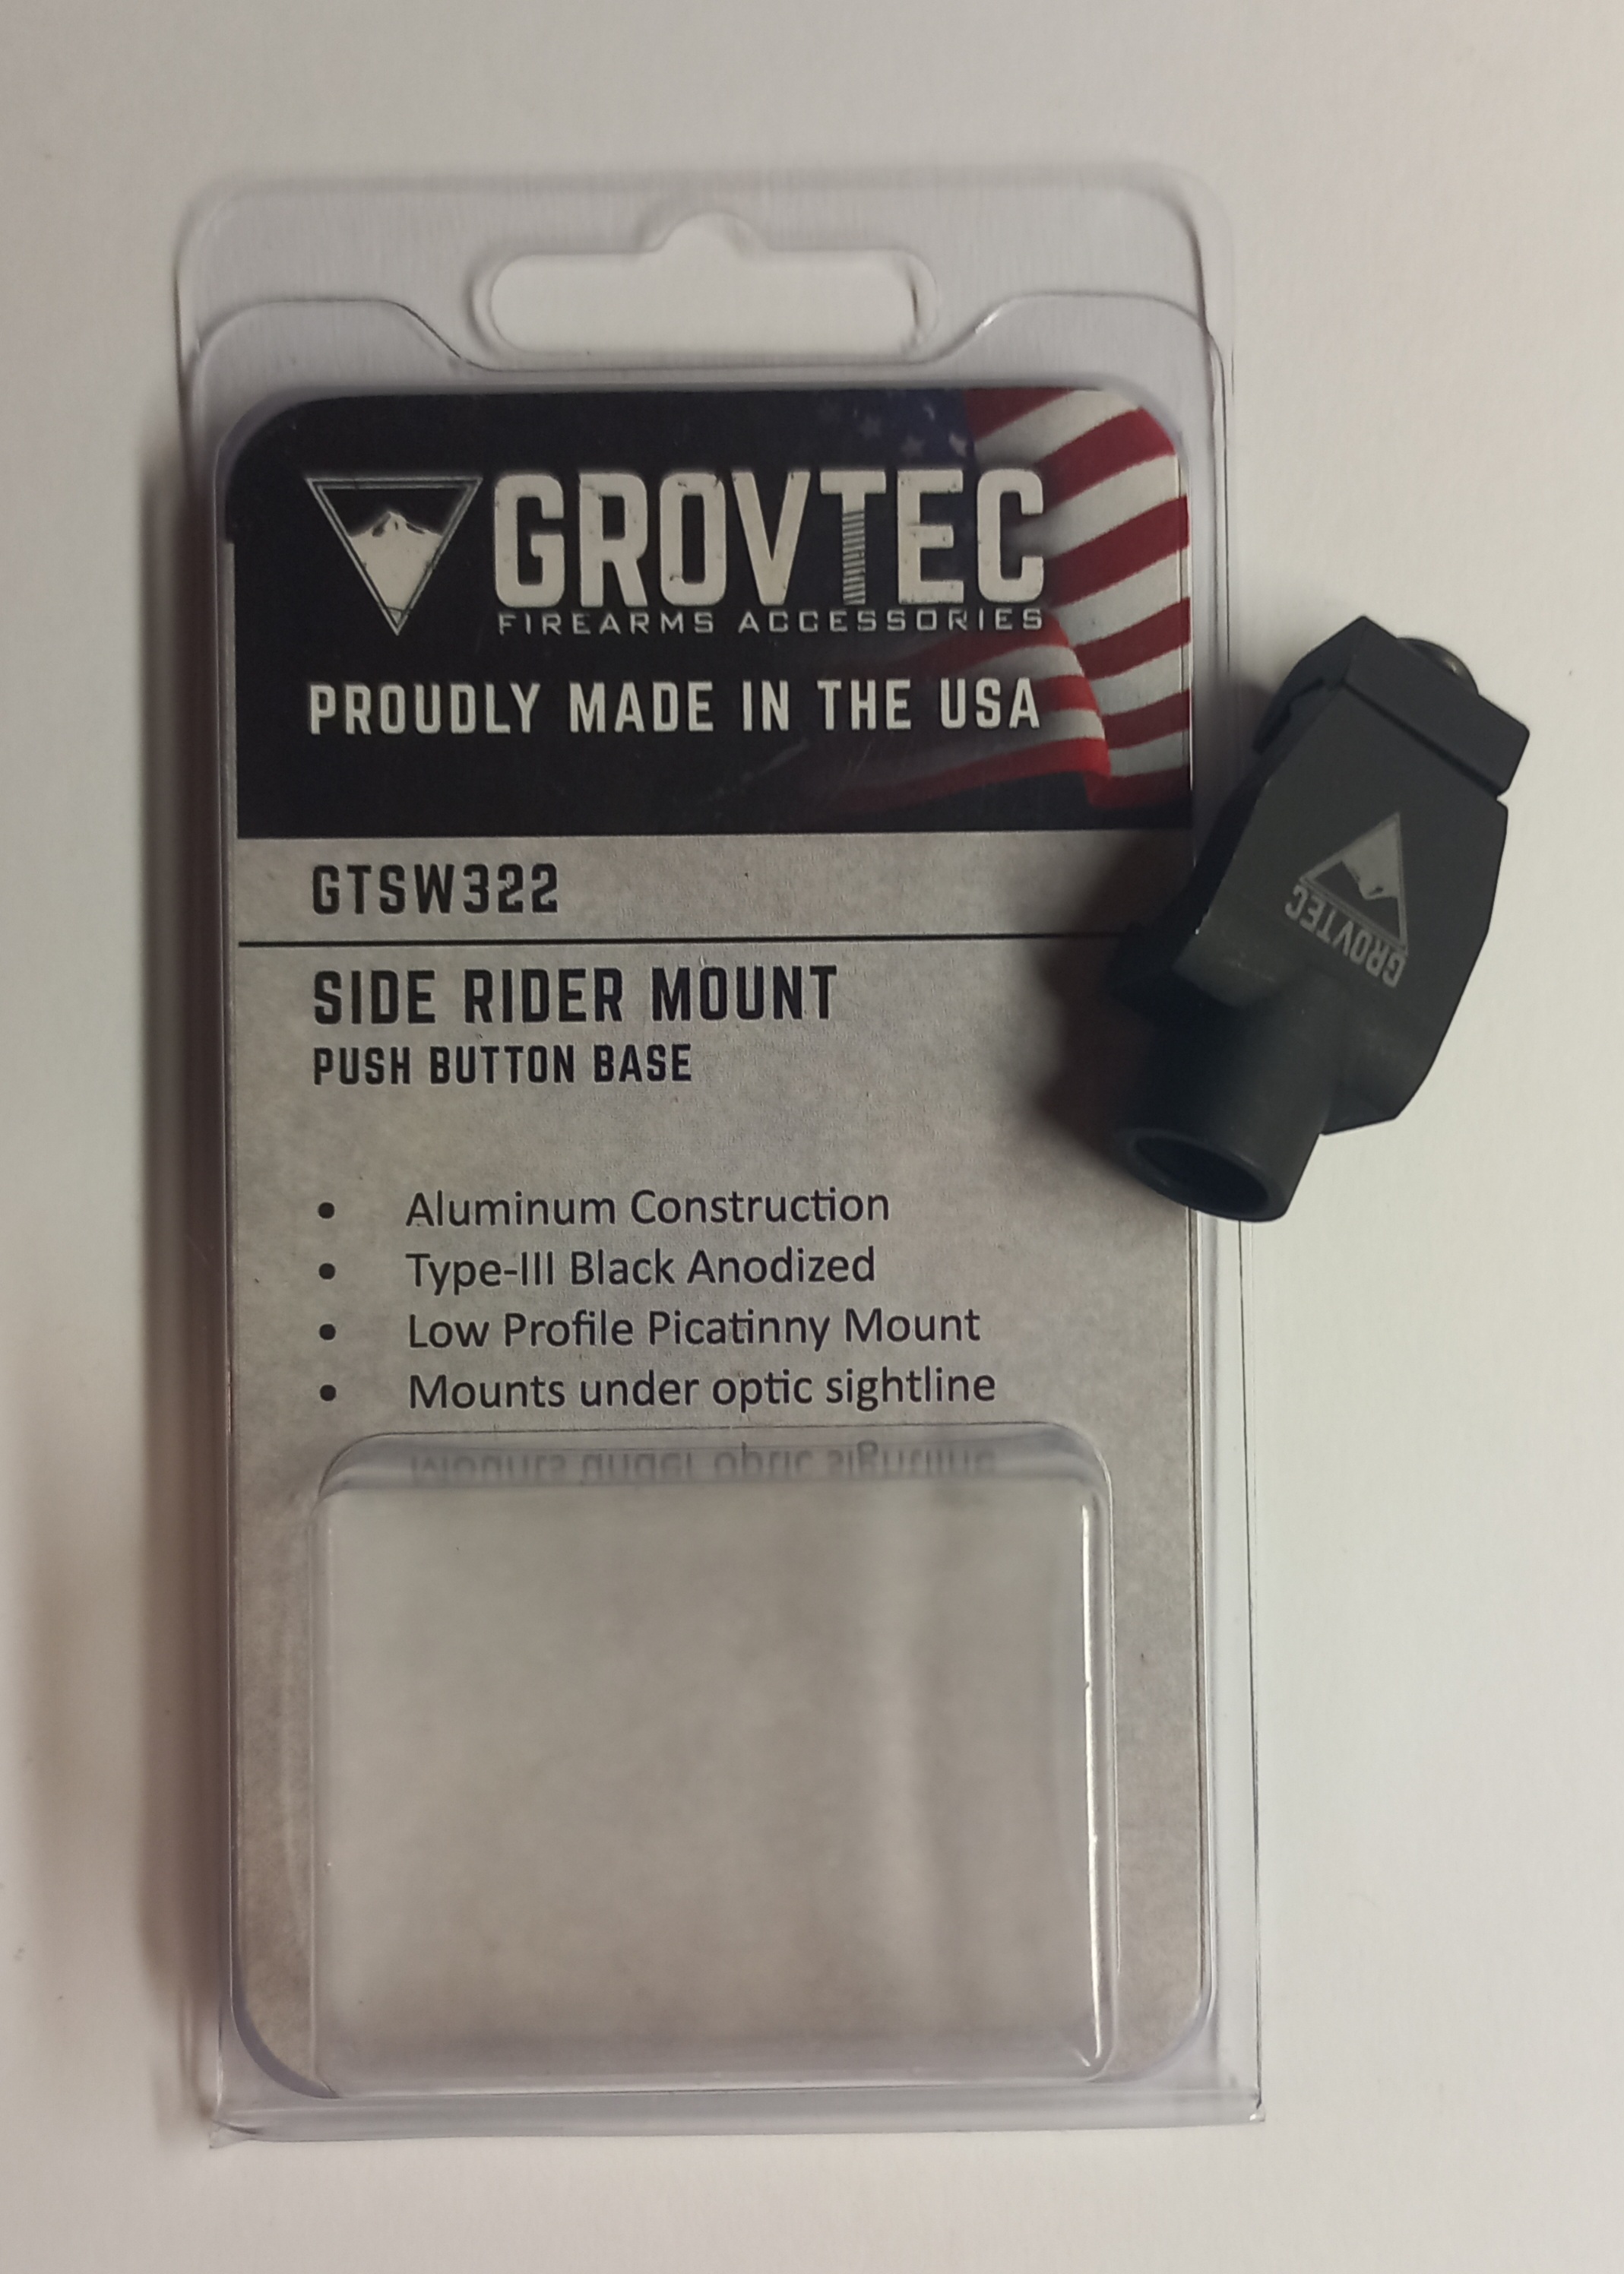 GROVTEC
FIREARMS ACCESSORIES
PROUDLY MADE IN THE USA
GTSW322
SIDE RIDER MOUNT
PUSH BUTTON BASE
• Aluminum Construction
• Type-III Black Anodized
• Low Profile Picatinny Mount
• Mounts under optic sightline
GROVTEC